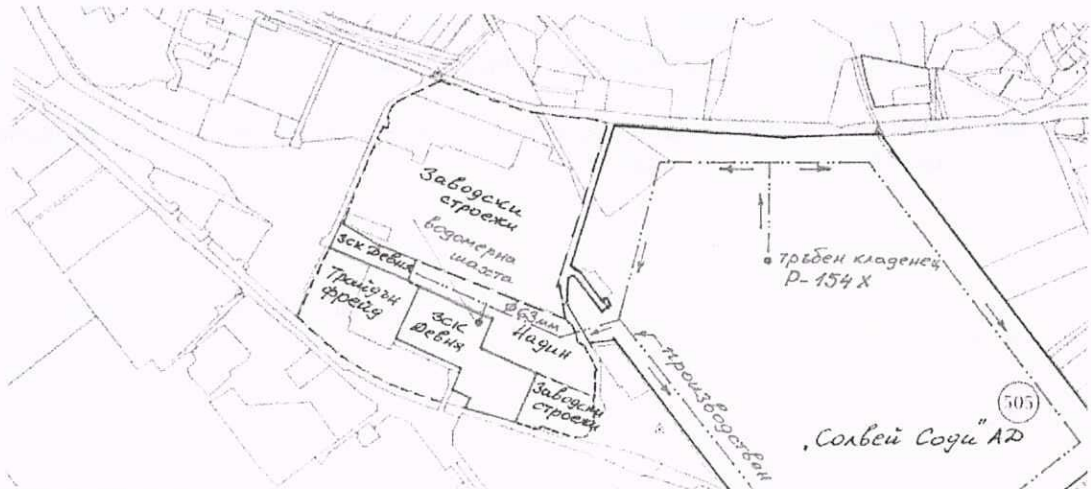 Заводски
строежи
водомерна
шахта
зск Девня
Трайдън
фрейд
зск
Девня
ф63мм
Надин
Заводски
строежи
тръбен кладенец
Р-154 Х
производствен
505
„Солвей Соди" АД